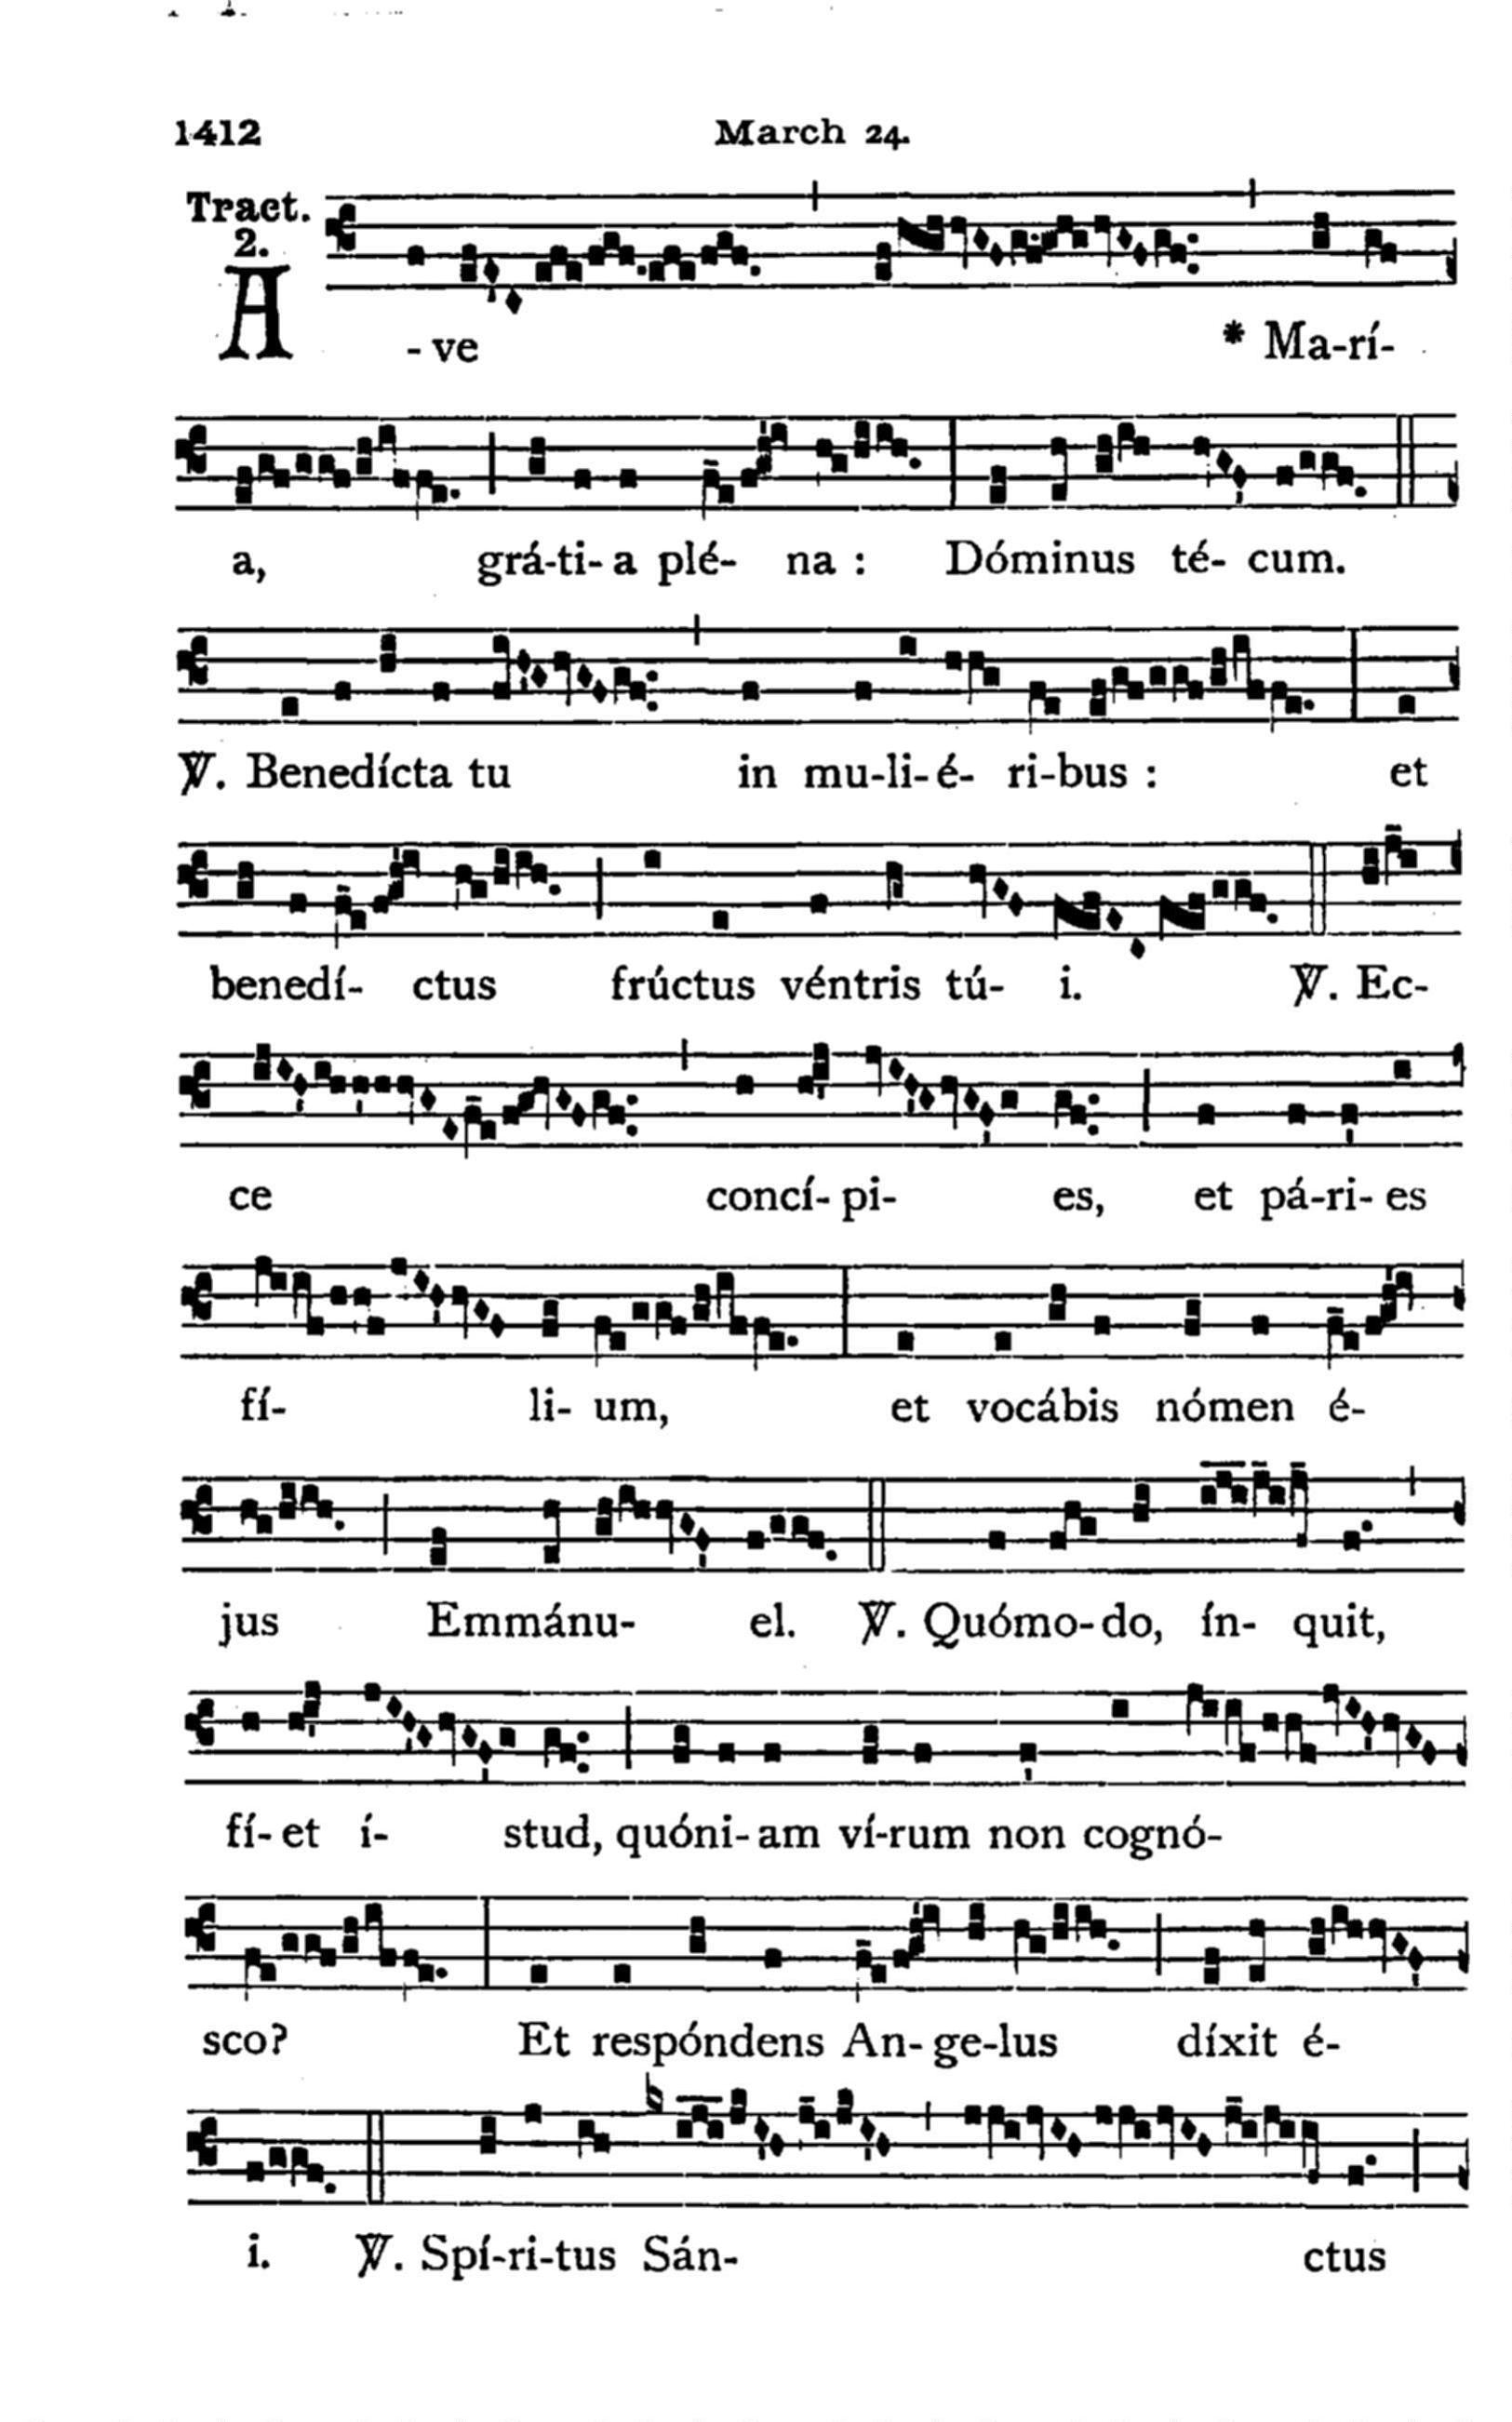 1412 March 24.
Tract.
2.
A-ve * Ma-rí-
a, grá-ti-a plé- na : Dóminus té- cum.
℣. Benedícta tu in mu-li-é- ri-bus : et
benedí- ctus frúctus véntris tú- i. ℣. Ec-
ce concí- pi- es, et pá-ri- es
fí- li- um, et vocábis nómen é-
jus Emmánu- el. ℣. Quómo-do, ín- quit,
fí- et í- stud, quóni- am ví-rum non cognó-
sco? Et respóndens An- ge-lus díxit é-
i. ℣. Spí-ri-tus Sán- ctus